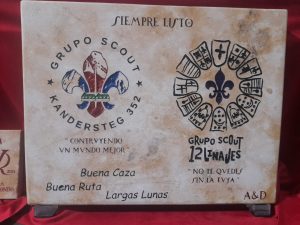 SIEMPRE LISTO
GRUPO SCOUT
KANDERSTEG 352
"CONTRUYENDO
UN MUNDO MEJOR"
GRUPO SCOUT
12 LINAJES
"NO TE QUEDES
SIN LA TUYA"
Buena Caza
Buena Ruta
Largas Lunas
A&D